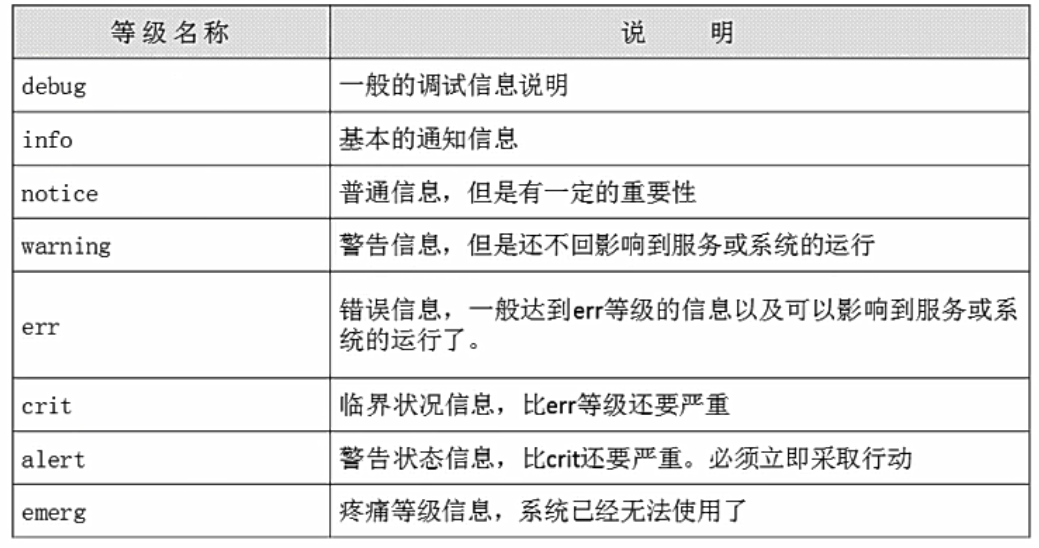 等级名称
说 明
debug
一般的调试信息说明
info
基本的通知信息
notice
普通信息，但是有一定的重要性
warning
警告信息，但是还不回影响到服务或系统的运行
err
错误信息，一般达到err等级的信息以及可以影响到服务或系
统的运行了。
crit
临界状况信息，比err等级还要严重
alert
警告状态信息，比crit还要严重。必须立即采取行动
emerg
疼痛等级信息，系统已经无法使用了